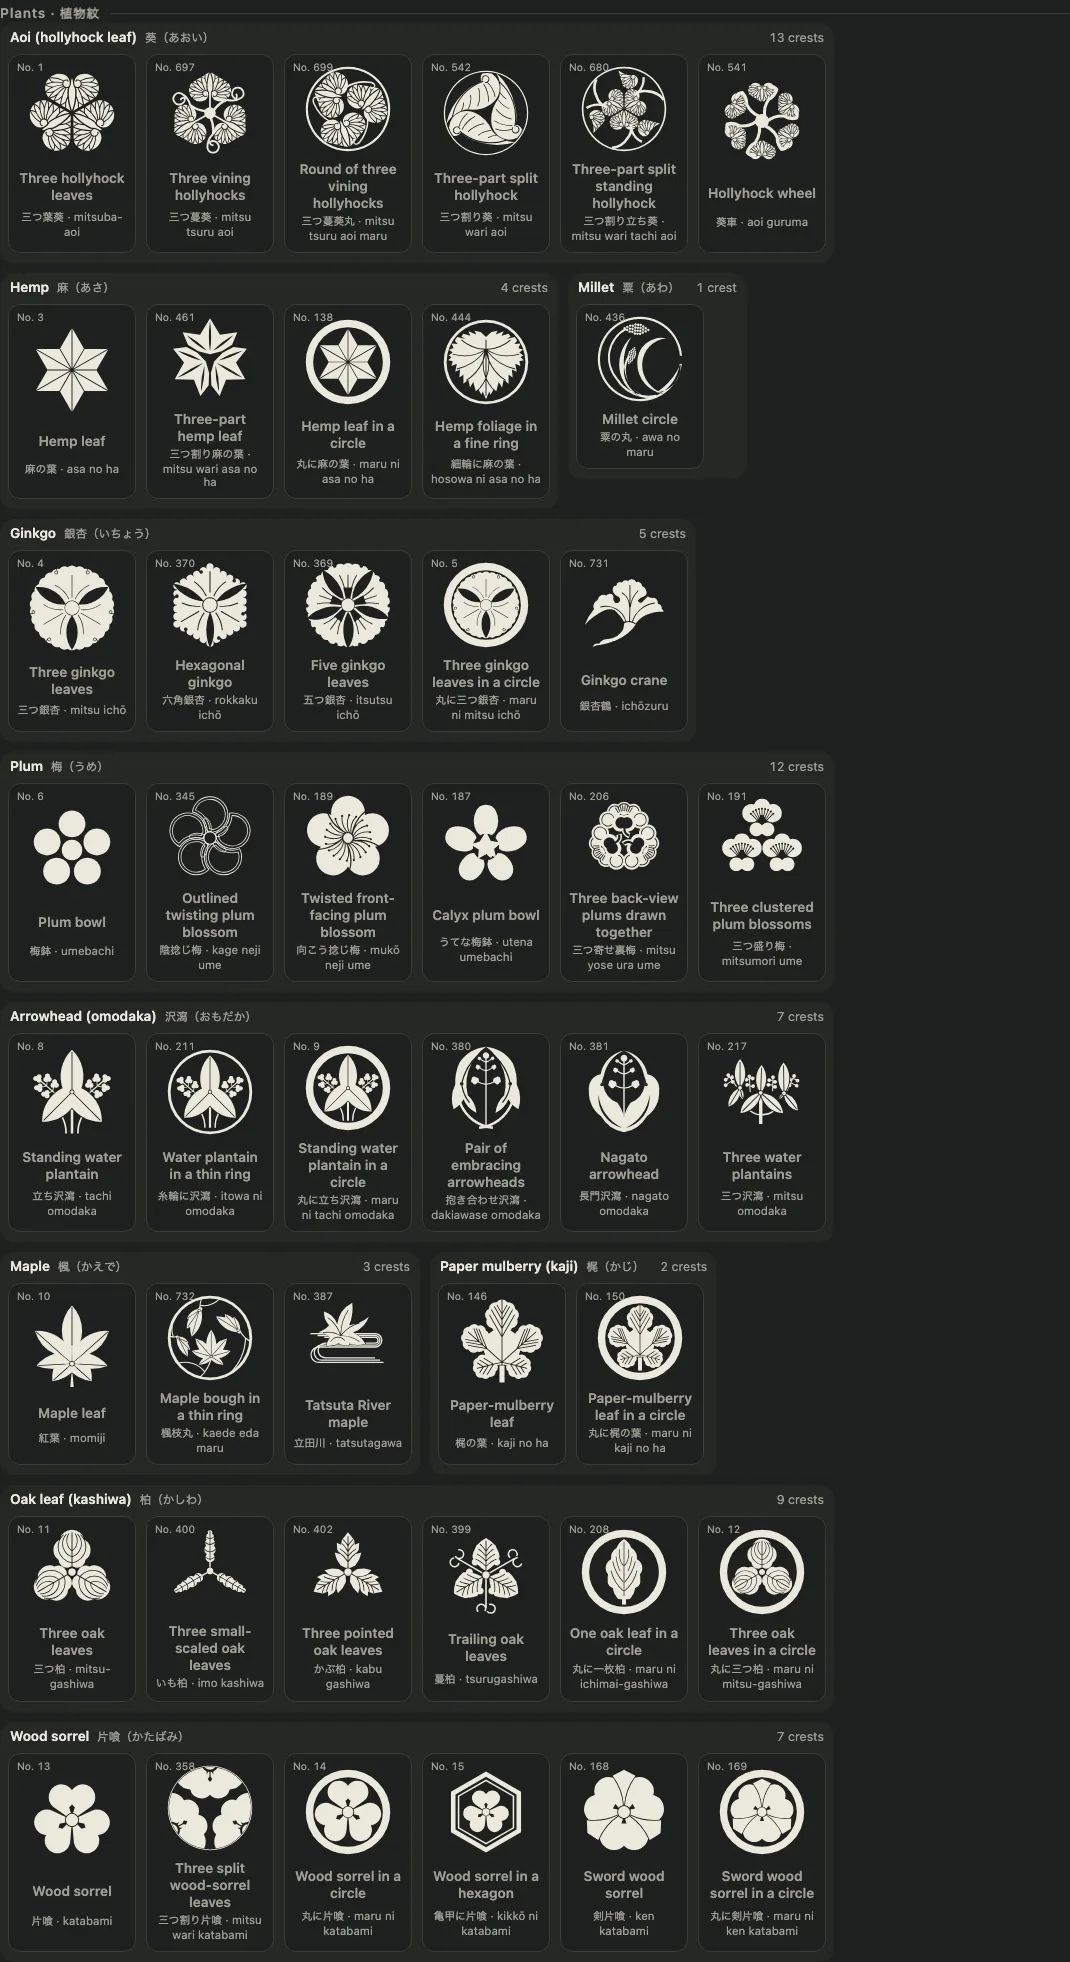 Plants · 植物紋
Aoi (hollyhock leaf) 葵（あおい） 13 crests
No. 1
Three hollyhock
leaves
三つ葉葵 · mitsuba-
aoi
No. 697
Three vining
hollyhocks
三つ蔓葵 · mitsu
tsuru aoi
No. 699
Round of three
vining
hollyhocks
三つ蔓葵丸 · mitsu
tsuru aoi maru
No. 542
Three-part split
hollyhock
三つ割り葵 · mitsu
wari aoi
No. 680
Three-part split
standing
hollyhock
三つ割り立ち葵 ·
mitsu wari tachi aoi
No. 541
Hollyhock wheel
葵車 · aoi guruma
Hemp 麻（あさ） 4 crests
No. 3
Hemp leaf
麻の葉 · asa no ha
No. 461
Three-part
hemp leaf
三つ割り麻の葉 ·
mitsu wari asa no
ha
No. 138
Hemp leaf in a
circle
丸に麻の葉 · maru ni
asa no ha
No. 444
Hemp foliage in
a fine ring
細輪に麻の葉 ·
hosowa ni asa no ha
Millet 粟（あわ） 1 crest
No. 436
Millet circle
粟の丸 · awa no
maru
Ginkgo 銀杏（いちょう） 5 crests
No. 4
Three ginkgo
leaves
三つ銀杏 · mitsu ichō
No. 370
Hexagonal
ginkgo
六角銀杏 · rokkaku
ichō
No. 369
Five ginkgo
leaves
五つ銀杏 · itsutsu
ichō
No. 5
Three ginkgo
leaves in a circle
丸に三つ銀杏 · maru
ni mitsu ichō
No. 731
Ginkgo crane
銀杏鶴 · ichōzuru
Plum 梅（うめ） 12 crests
No. 6
Plum bowl
梅鉢 · umebachi
No. 345
Outlined
twisting plum
blossom
陰捻じ梅 · kage neji
ume
No. 189
Twisted front-
facing plum
blossom
向こう捻じ梅 · mukō
neji ume
No. 187
Calyx plum bowl
うてな梅鉢 · utena
umebachi
No. 206
Three back-view
plums drawn
together
三つ寄せ裏梅 · mitsu
yose ura ume
No. 191
Three clustered
plum blossoms
三つ盛り梅 ·
mitsumori ume
Arrowhead (omodaka) 沢瀉（おもだか） 7 crests
No. 8
Standing water
plantain
立ち沢瀉 · tachi
omodaka
No. 211
Water plantain
in a thin ring
糸輪に沢瀉 · itowa ni
omodaka
No. 9
Standing water
plantain in a
circle
丸に立ち沢瀉 · maru
ni tachi omodaka
No. 380
Pair of
embracing
arrowheads
抱き合わせ沢瀉 ·
dakiawase omodaka
No. 381
Nagato
arrowhead
長門沢瀉 · nagato
omodaka
No. 217
Three water
plantains
三つ沢瀉 · mitsu
omodaka
Maple 楓（かえで） 3 crests
No. 10
Maple leaf
紅葉 · momiji
No. 732
Maple bough in
a thin ring
楓枝丸 · kaede eda
maru
No. 387
Tatsuta River
maple
立田川 · tatsutagawa
Paper mulberry (kaji) 梶（かじ） 2 crests
No. 146
Paper-mulberry
leaf
梶の葉 · kaji no ha
No. 150
Paper-mulberry
leaf in a circle
丸に梶の葉 · maru ni
kaji no ha
Oak leaf (kashiwa) 柏（かしわ） 9 crests
No. 11
Three oak
leaves
三つ柏 · mitsu-
gashiwa
No. 400
Three small-
scaled oak
leaves
いも柏 · imo kashiwa
No. 402
Three pointed
oak leaves
かぶ柏 · kabu
gashiwa
No. 399
Trailing oak
leaves
蔓柏 · tsurugashiwa
No. 208
One oak leaf in a
circle
丸に一枚柏 · maru ni
ichimai-gashiwa
No. 12
Three oak
leaves in a circle
丸に三つ柏 · maru ni
mitsu-gashiwa
Wood sorrel 片喰（かたばみ） 7 crests
No. 13
Wood sorrel
片喰 · katabami
No. 358
Three split
wood-sorrel
leaves
三つ割り片喰 · mitsu
wari katabami
No. 14
Wood sorrel in a
circle
丸に片喰 · maru ni
katabami
No. 15
Wood sorrel in a
hexagon
亀甲に片喰 · kikkō ni
katabami
No. 168
Sword wood
sorrel
剣片喰 · ken
katabami
No. 169
Sword wood
sorrel in a circle
丸に剣片喰 · maru ni
ken katabami